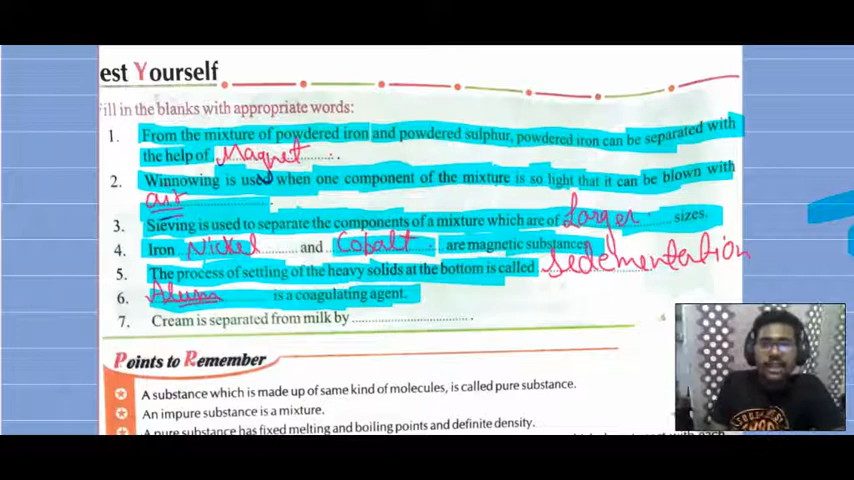 est Yourself
ill in the blanks with appropriate words:
1. From the mixture of powdered iron and powdered sulphur, powdered iron can be separated with
the help of Magnet.
2. Winnowing is used when one component of the mixture is so light that it can be blown with
air.
3. Sieving is used to separate the components of a mixture which are of Larger sizes.
4. Iron Nickel and Cobalt are magnetic substances
5. The process of settling of the heavy solids at the bottom is called sedementation
6. is a coagulating agent.
7. Cream is separated from milk by
Points to Remember
A substance which is made up of same kind of molecules, is called pure substance.
An impure substance is a mixture.
A pure substance has fixed melting and boiling points and definite density.